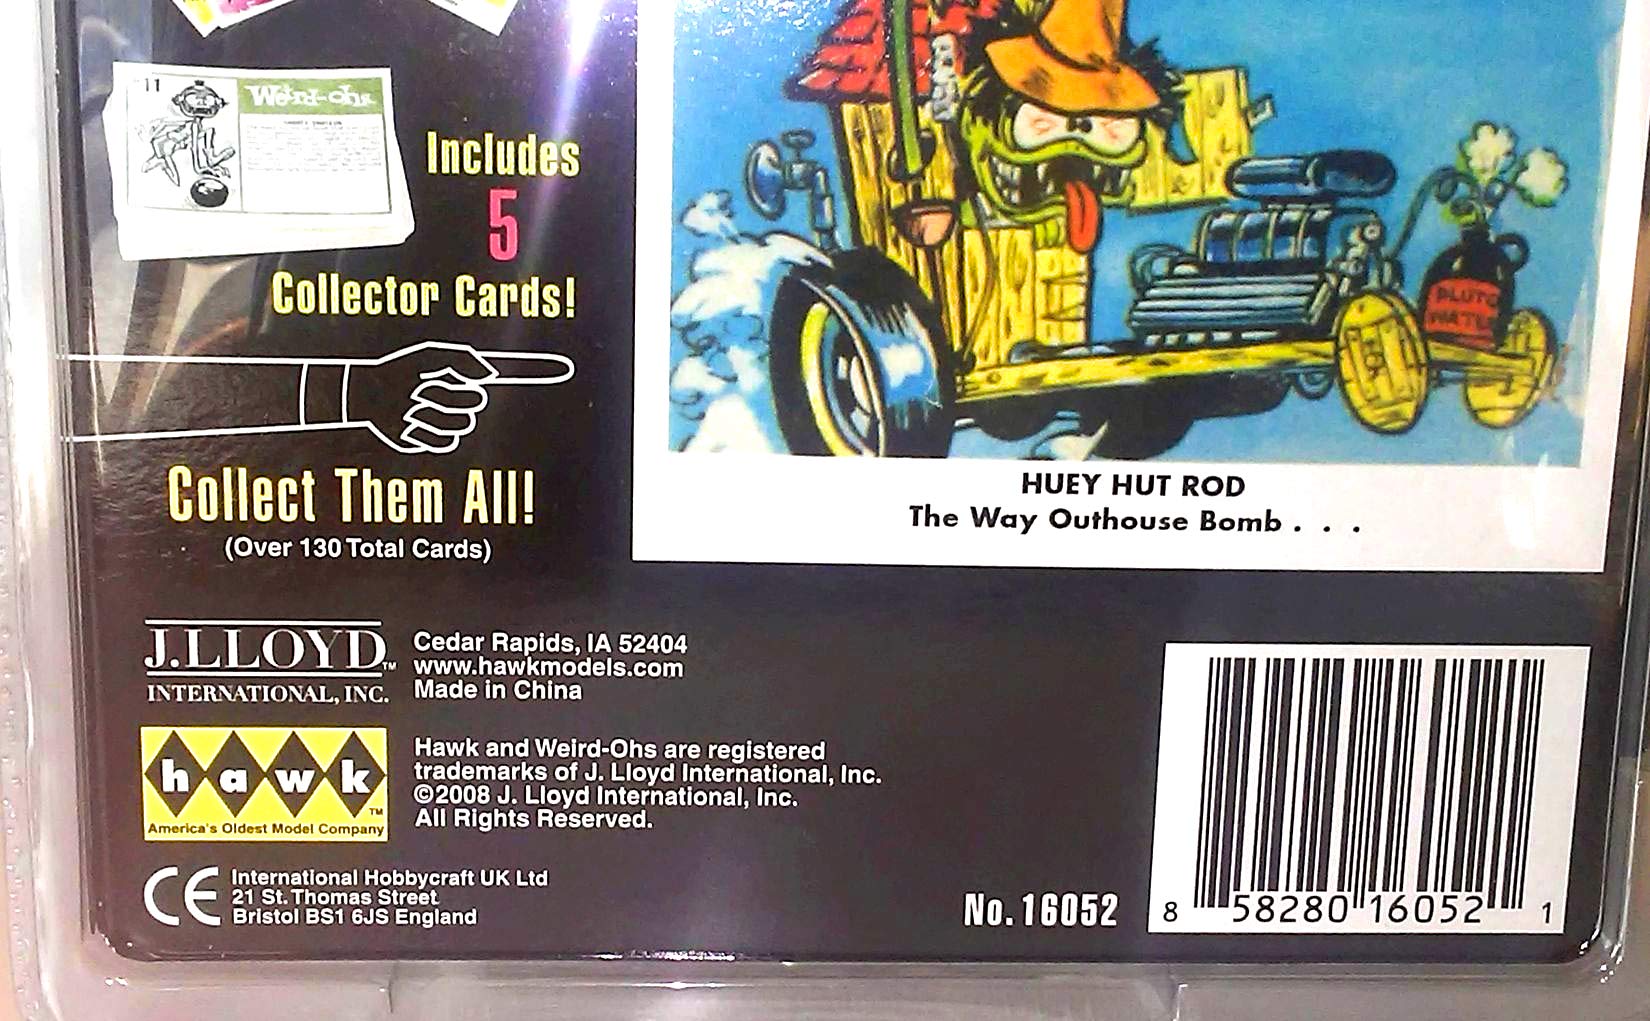 11
Weird-ohs
Includes
5
Collector Cards!
Collect Them All!
(Over 130 Total Cards)
PLUTO
WATER
HUEY HUT ROD
The Way Outhouse Bomb . . .
J.LLOYD™
INTERNATIONAL, INC.
Cedar Rapids, IA 52404
www.hawkmodels.com
Made in China
hawk™
America's Oldest Model Company
Hawk and Weird-Ohs are registered
trademarks of J. Lloyd International, Inc.
©2008 J. Lloyd International, Inc.
All Rights Reserved.
CE
International Hobbycraft UK Ltd
21 St. Thomas Street
Bristol BS1 6JS England
No. 16052
8 58280 16052 1